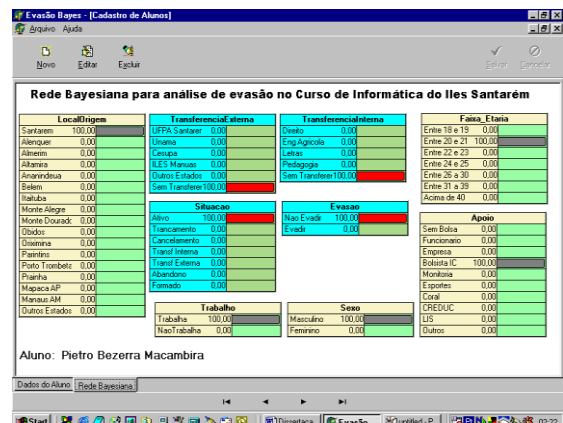 Evasão Bayes - [Cadastro de Alunos]
Arquivo Ajuda
Novo Editar Excluir Salvar Cancelar
Rede Bayesiana para análise de evasão no Curso de Informática do Iles Santarém
LocalOrigem
Santarem 100,00
Alenquer 0,00
Almerim 0,00
Altamira 0,00
Ananindeua 0,00
Belem 0,00
Itaituba 0,00
Monte Alegre 0,00
Monte Dourado 0,00
Obidos 0,00
Oriximina 0,00
Parintins 0,00
Porto Trombeta 0,00
Prainha 0,00
Mapaca AP 0,00
Manaus AM 0,00
Outros Estados 0,00
TransferenciaExterna
UFPA Santarer 0,00
Unama 0,00
Cesupa 0,00
ILES Manuas 0,00
Outros Estados 0,00
Sem Transferer 100,00
TransferenciaInterna
Direito 0,00
Eng Agricola 0,00
Letras 0,00
Pedagogia 0,00
Sem Transferer 100,00
Faixa_Etaria
Entre 18 e 19 0,00
Entre 20 e 21 100,00
Entre 22 e 23 0,00
Entre 24 e 25 0,00
Entre 26 a 30 0,00
Entre 31 a 39 0,00
Acima de 40 0,00
Situacao
Ativo 100,00
Trancamento 0,00
Cancelamento 0,00
Transf Interna 0,00
Transf Externa 0,00
Abandono 0,00
Formado 0,00
Evasao
Nao Evadir 100,00
Evadir 0,00
Apoio
Sem Bolsa 0,00
Funcionario 0,00
Empresa 0,00
Bolsista IC 100,00
Monitoria 0,00
Esportes 0,00
Coral 0,00
CREDUC 0,00
LIS 0,00
Outros 0,00
Trabalho
Trabalha 100,00
NaoTrabalha 0,00
Sexo
Masculino 100,00
Feminino 0,00
Aluno: Pietro Bezerra Macambira
Dados do Aluno Rede Bayesiana
Start Dissertaca Evasão untitled - P 02:22